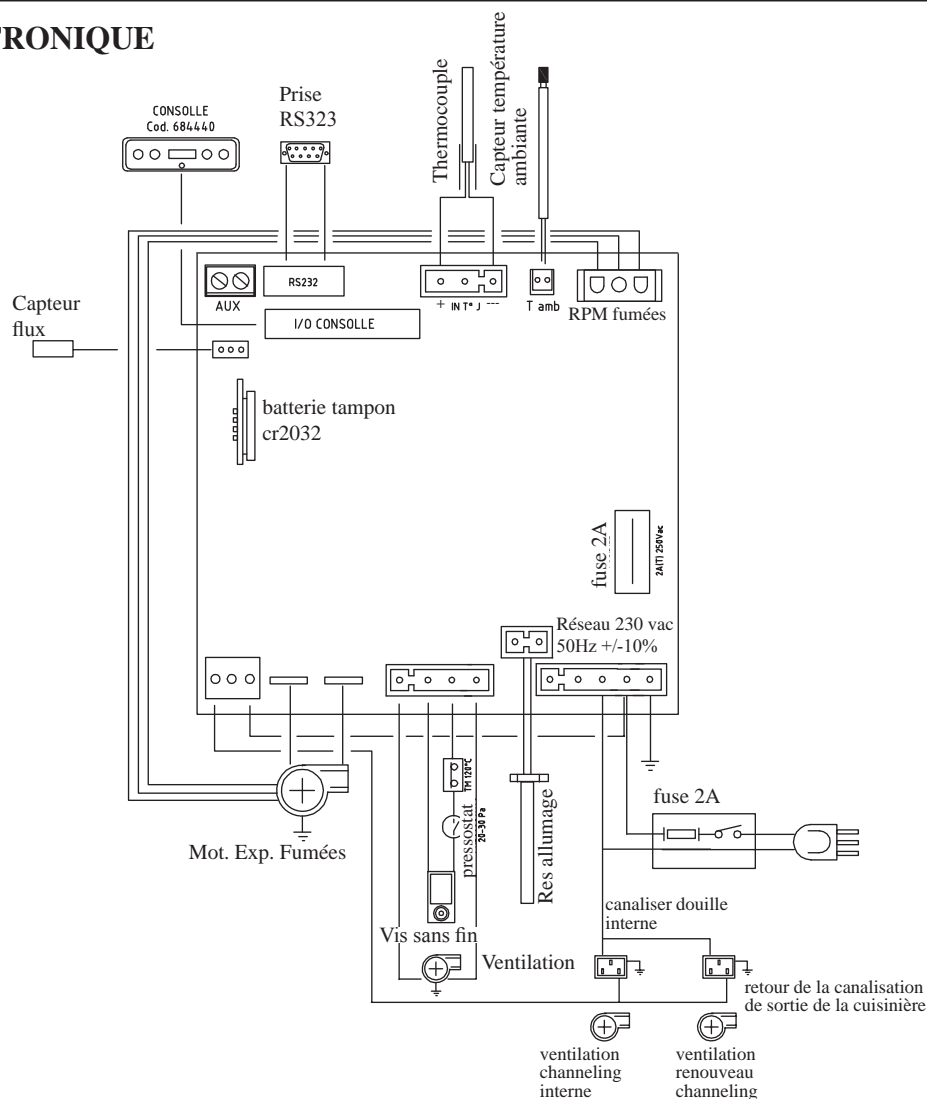 TRONIQUE
CONSOLLE
Cod. 684440
Prise
RS323
Thermocouple
Capteur température
ambiante
AUX
RS232
+ IN T° J ---
T amb
RPM fumées
I/O CONSOLLE
Capteur
flux
batterie tampon
cr2032
fuse 2A
2A(T) 250Vac
Réseau 230 vac
50Hz +/-10%
TM 120°C
pressostat
20-30 Pa
Res allumage
fuse 2A
Mot. Exp. Fumées
canaliser douille
interne
Vis sans fin
Ventilation
retour de la canalisation
de sortie de la cuisinière
ventilation
channeling
interne
ventilation
renouveau
channeling